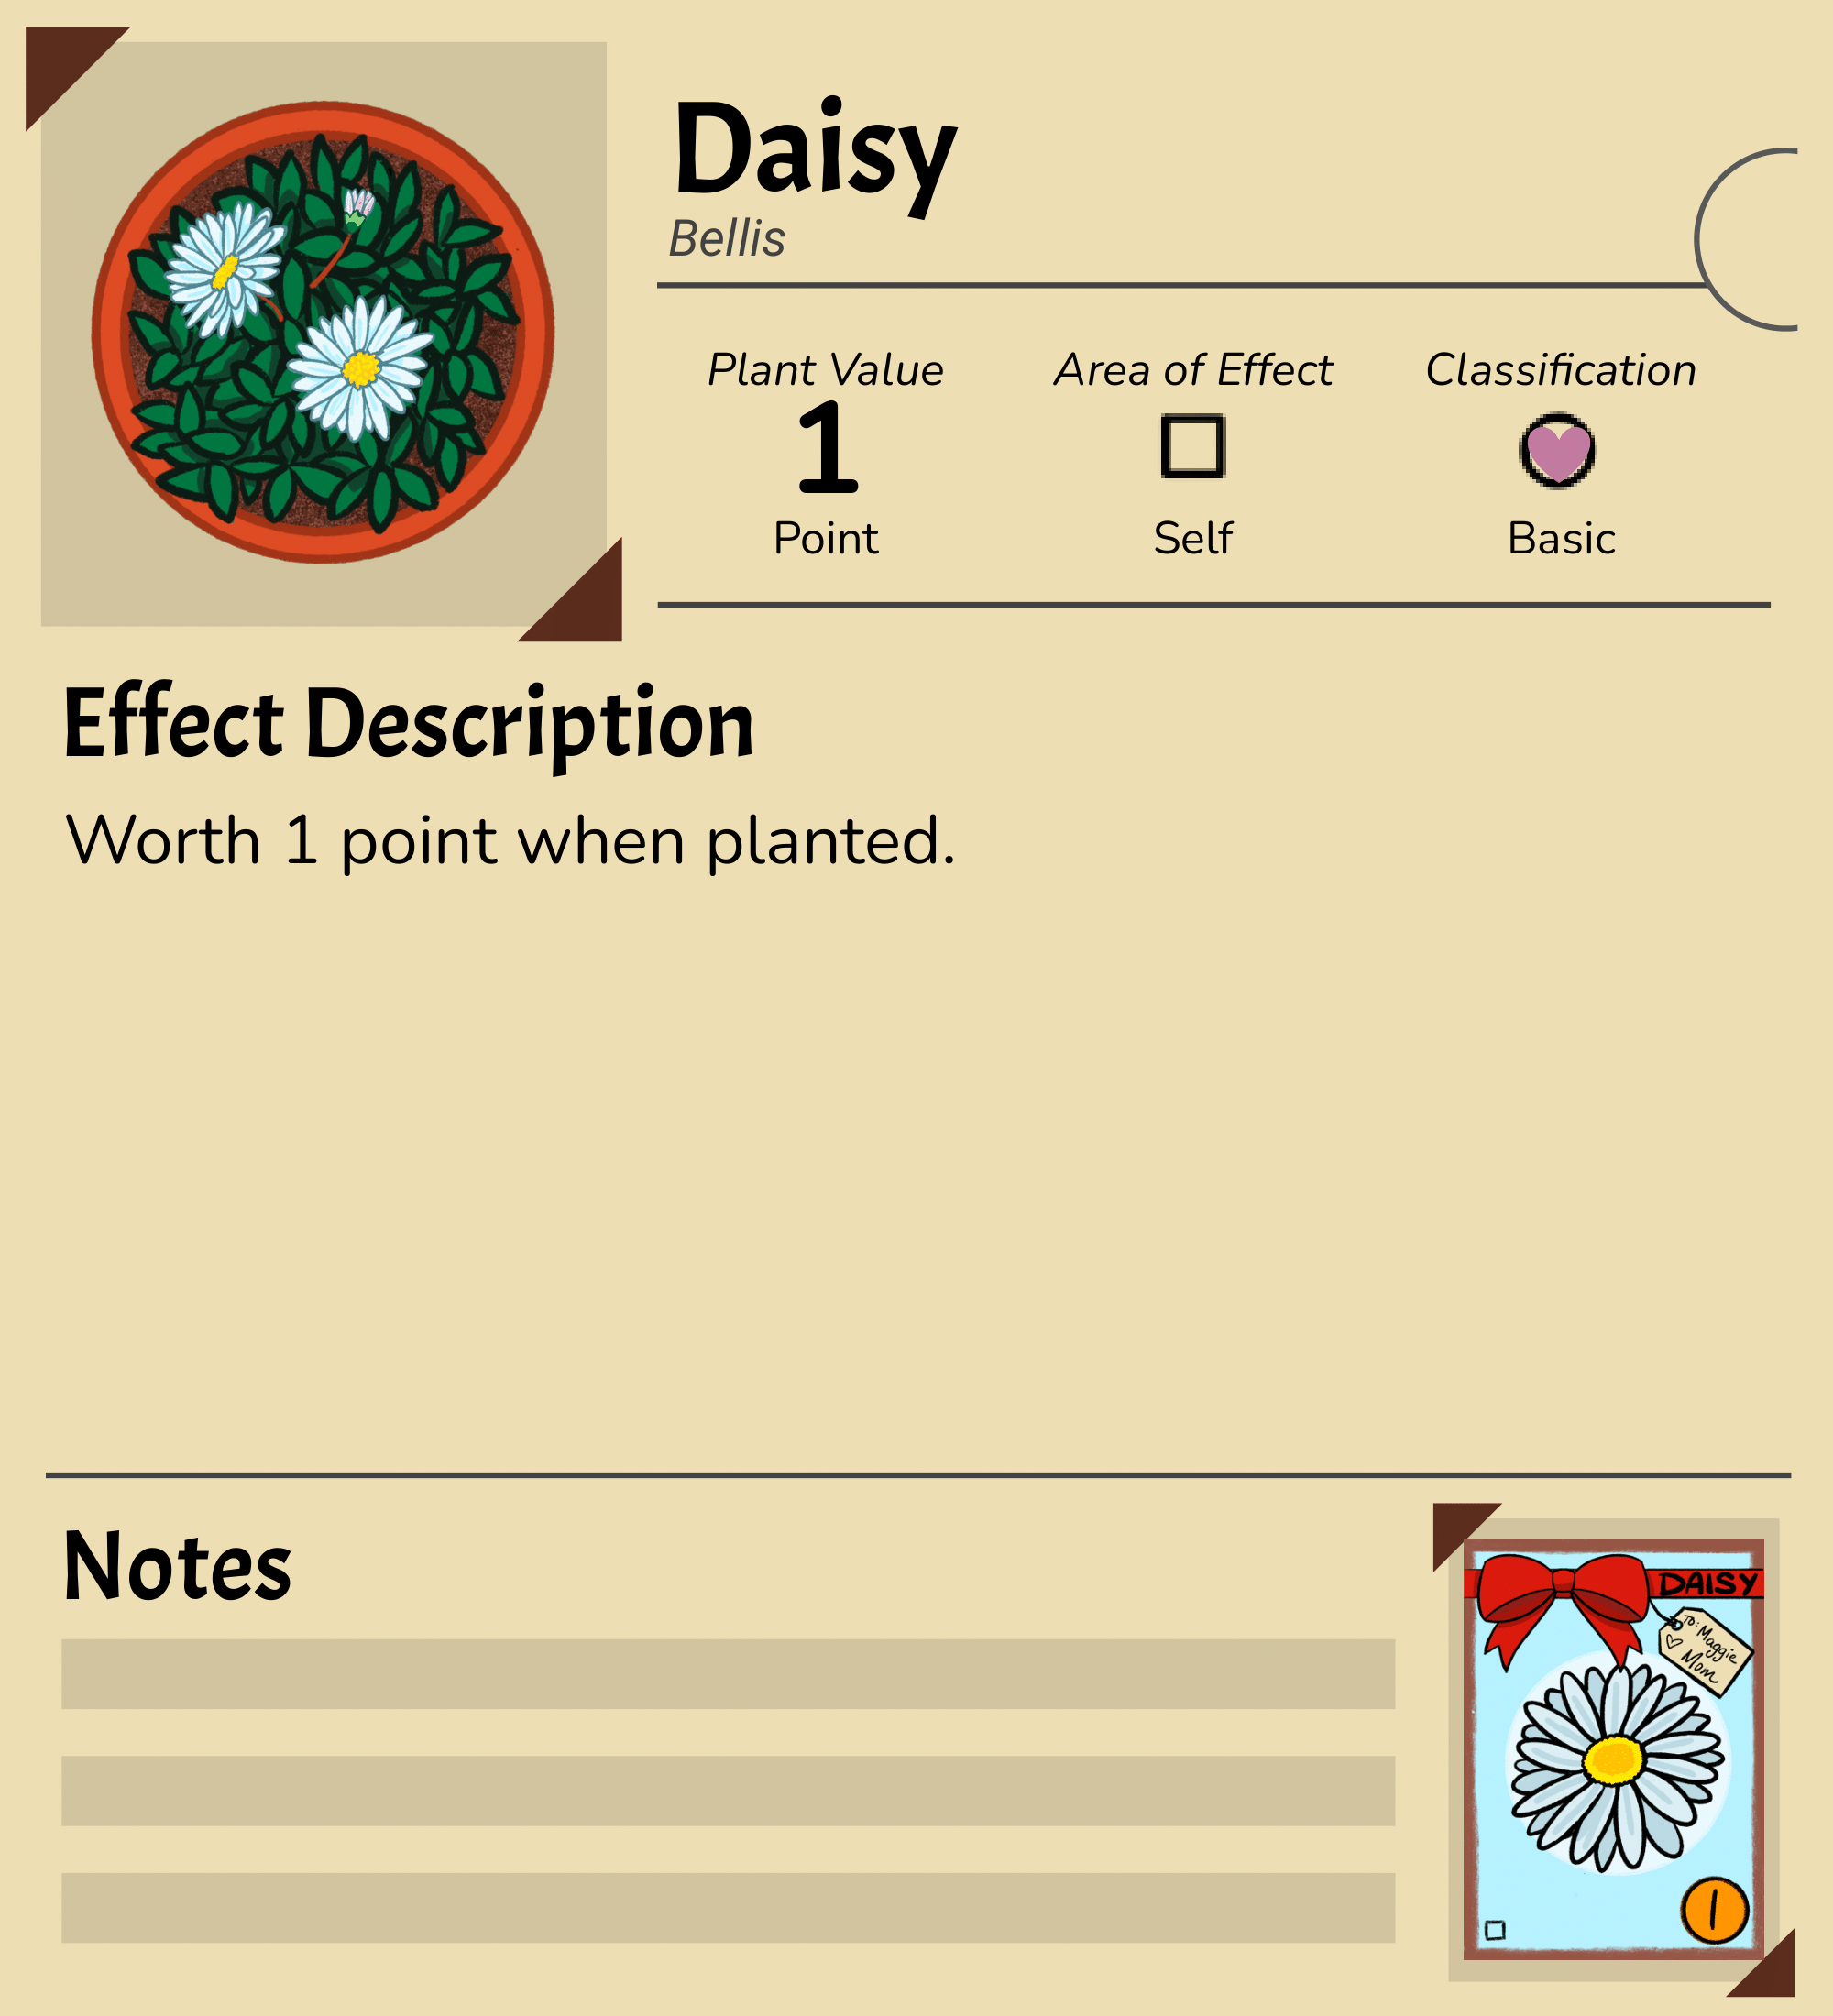 Daisy
Bellis
Plant Value
Area of Effect
Classification
1
Point
Self
Basic
Effect Description
Worth 1 point when planted.
Notes
DAISY
To: Maggie
♡ Mom
1